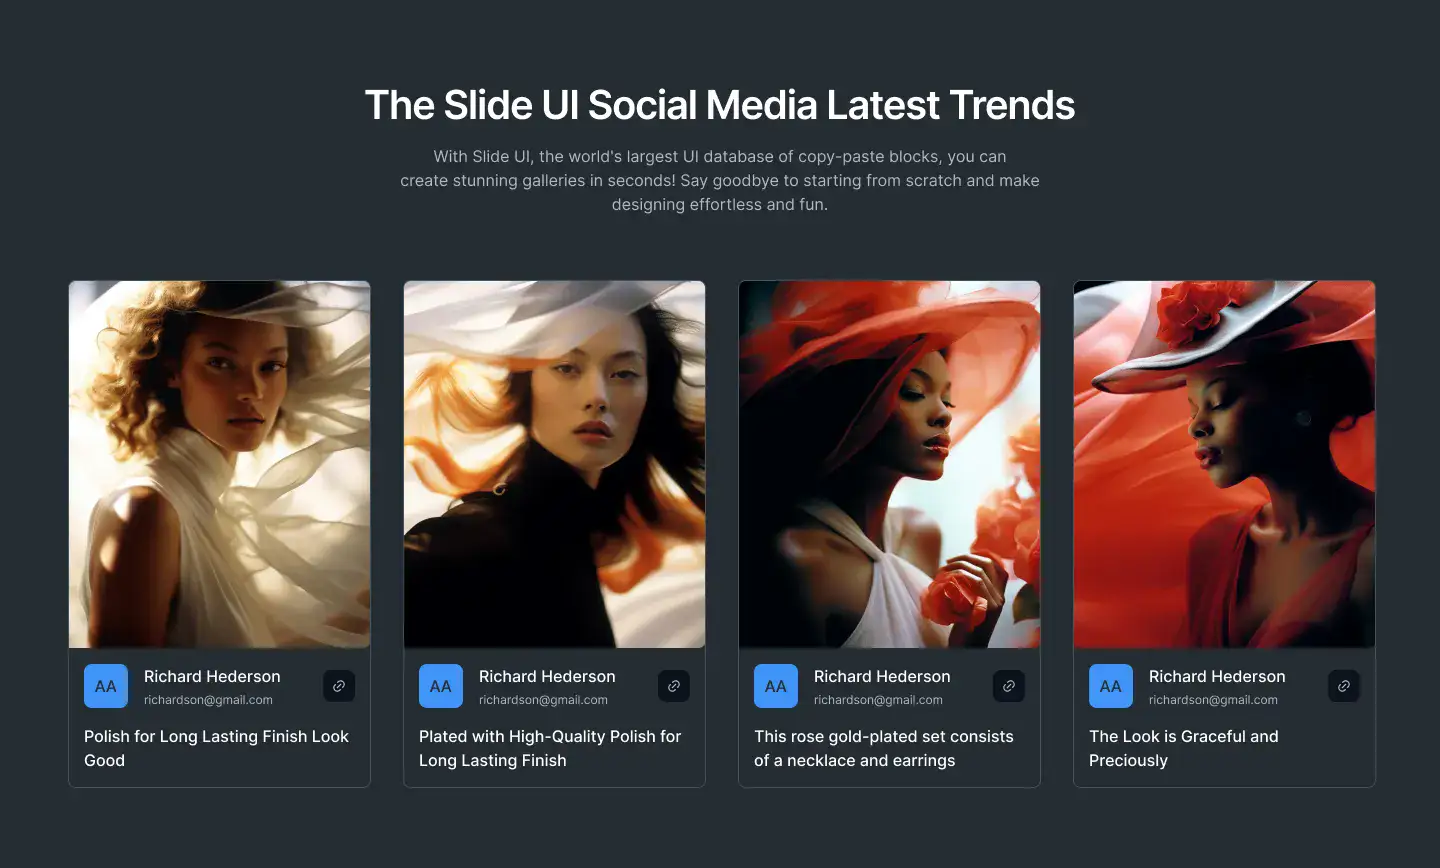 The Slide UI Social Media Latest Trends
With Slide UI, the world's largest UI database of copy-paste blocks, you can
create stunning galleries in seconds! Say goodbye to starting from scratch and make
designing effortless and fun.
AA
Richard Hederson
richardson@gmail.com
Polish for Long Lasting Finish Look
Good
AA
Richard Hederson
richardson@gmail.com
Plated with High-Quality Polish for
Long Lasting Finish
AA
Richard Hederson
richardson@gmail.com
This rose gold-plated set consists
of a necklace and earrings
AA
Richard Hederson
richardson@gmail.com
The Look is Graceful and
Preciously